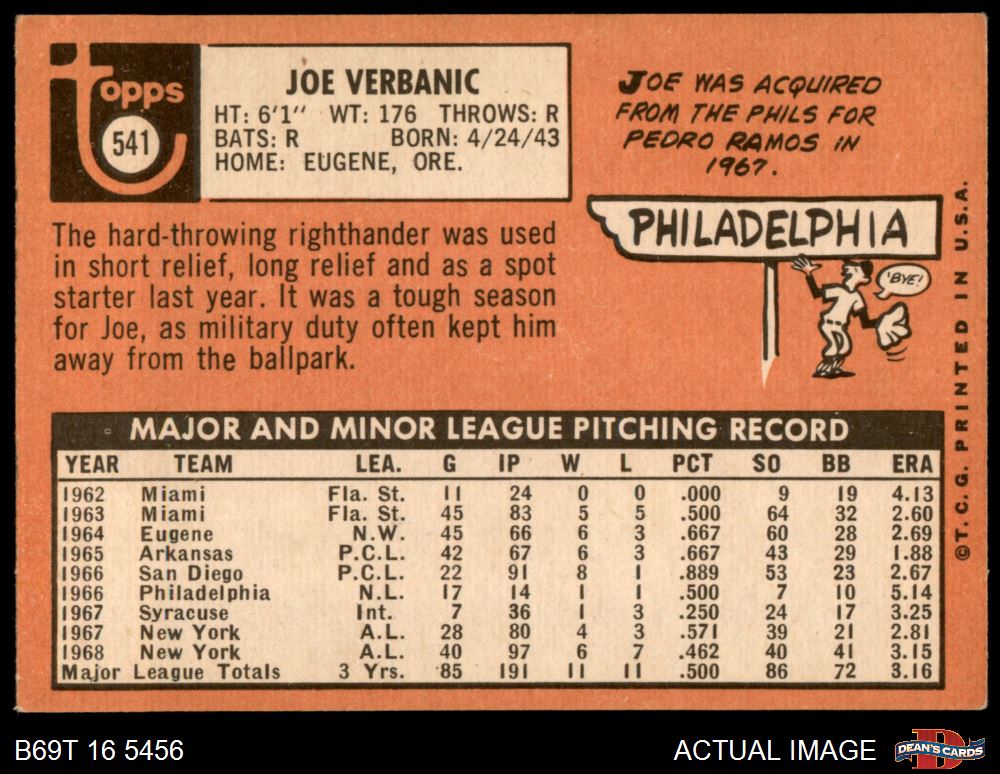 Topps
541
JOE VERBANIC
HT: 6'1" WT: 176 THROWS: R
BATS: R BORN: 4/24/43
HOME: EUGENE, ORE.
The hard-throwing righthander was used
in short relief, long relief and as a spot
starter last year. It was a tough season
for Joe, as military duty often kept him
away from the ballpark.
JOE WAS ACQUIRED
FROM THE PHILS FOR
PEDRO RAMOS IN
1967.
PHILADELPHIA
'BYE!
©T.C.G. PRINTED IN U.S.A.
MAJOR AND MINOR LEAGUE PITCHING RECORD
YEAR TEAM LEA. G IP W L PCT SO BB ERA
1962 Miami Fla. St. 11 24 0 0 .000 9 19 4.13
1963 Miami Fla. St. 45 83 5 5 .500 64 32 2.60
1964 Eugene N.W. 45 66 6 3 .667 60 28 2.69
1965 Arkansas P.C.L. 42 67 6 3 .667 43 29 1.88
1966 San Diego P.C.L. 22 91 8 1 .889 53 23 2.67
1966 Philadelphia N.L. 17 14 1 1 .500 7 10 5.14
1967 Syracuse Int. 7 36 1 3 .250 24 17 3.25
1967 New York A.L. 28 80 4 3 .571 39 21 2.81
1968 New York A.L. 40 97 6 7 .462 40 41 3.15
Major League Totals 3 Yrs. 85 191 11 11 .500 86 72 3.16
B69T 16 5456
ACTUAL IMAGE
D
DEAN'S CARDS